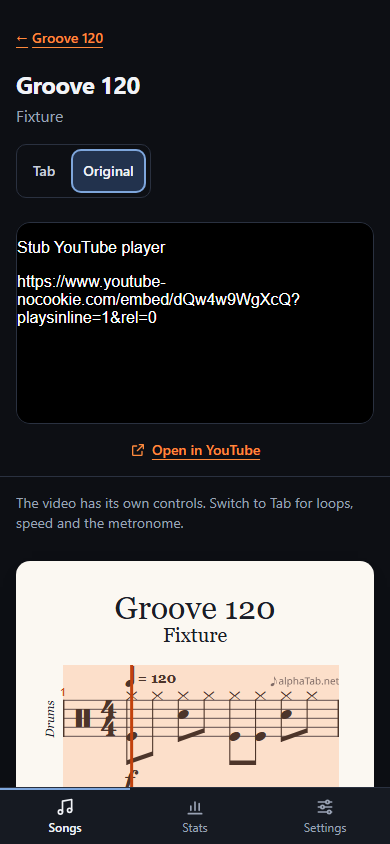 ← Groove 120
Groove 120
Fixture
Tab
Original
Stub YouTube player
https://www.youtube-
nocookie.com/embed/dQw4w9WgXcQ?
playsinline=1&rel=0
Open in YouTube
The video has its own controls. Switch to Tab for loops,
speed and the metronome.
Groove 120
Fixture
= 120
alphaTab.net
1
Drums
4
4
f
Songs
Stats
Settings